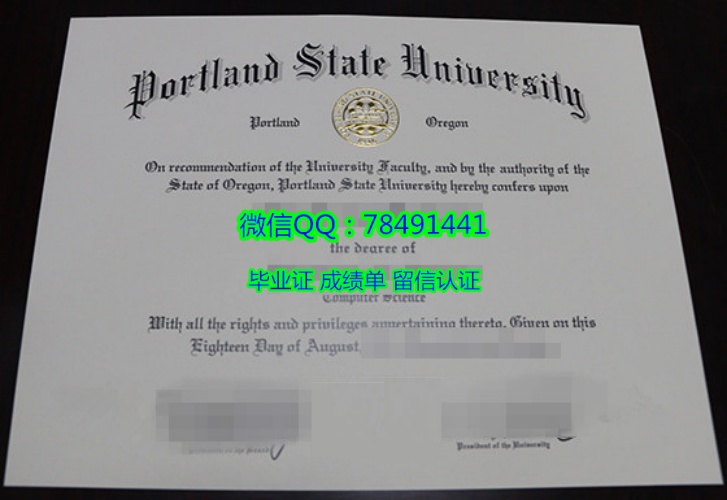 Portland State University
Portland Oregon
On recommendation of the University Faculty, and by the authority of the
State of Oregon, Portland State University hereby confers upon
微信QQ：78491441
the degree of
毕业证 成绩单 留信认证
Computer Science
With all the rights and privileges appertaining thereto. Given on this
Eighteen Day of August,
President of the University